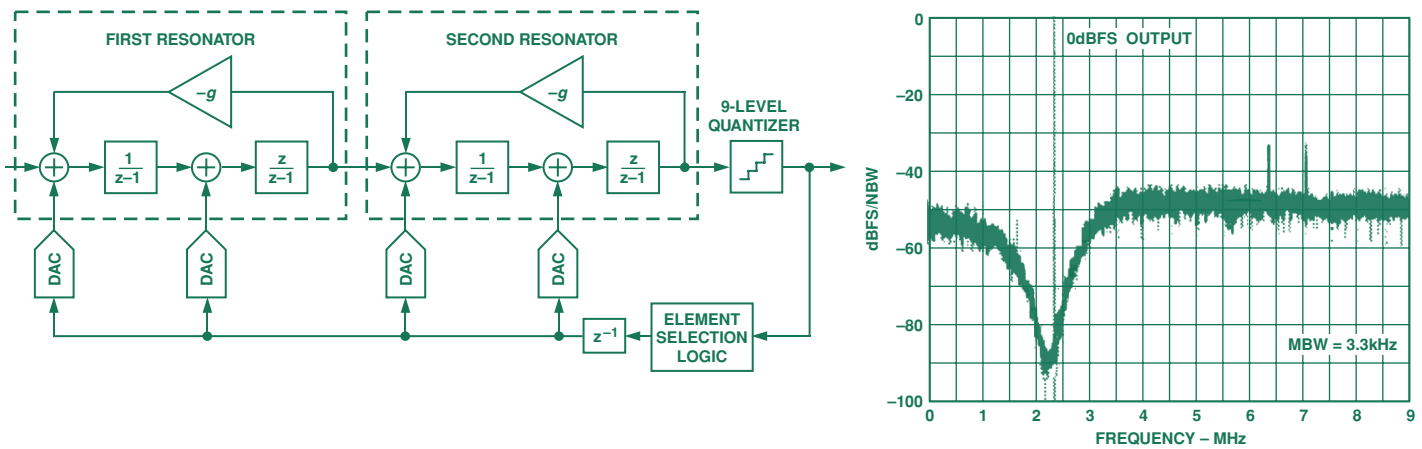 FIRST RESONATOR
SECOND RESONATOR
–g
–g
9-LEVEL
QUANTIZER
1
z–1
z
z–1
1
z–1
z
z–1
DAC
DAC
DAC
DAC
z–1
ELEMENT
SELECTION
LOGIC
0dBFS OUTPUT
dBFS/NBW
0
–20
–40
–60
–80
–100
MBW = 3.3kHz
0 1 2 3 4 5 6 7 8 9
FREQUENCY – MHz